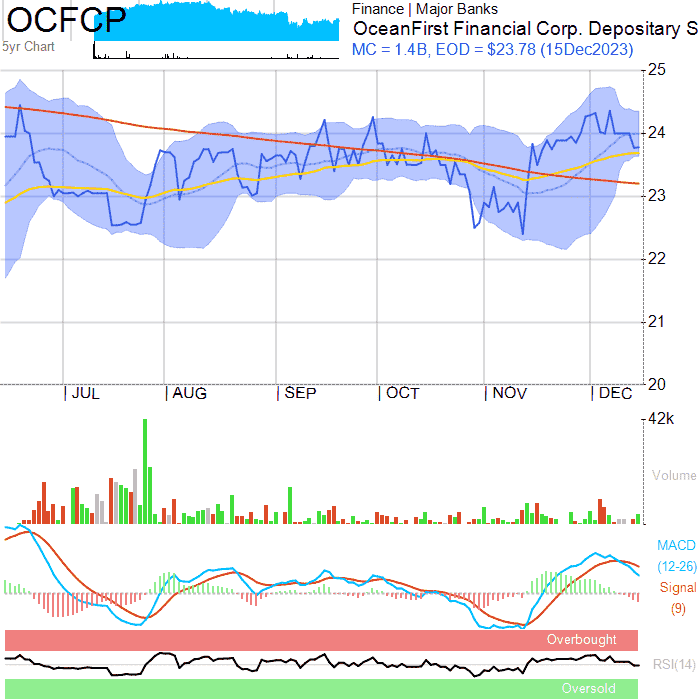 OCFCP
5yr Chart
Finance | Major Banks
OceanFirst Financial Corp. Depositary S
MC = 1.4B, EOD = $23.78 (15Dec2023)
25
24
23
22
21
20
JUL AUG SEP OCT NOV DEC
42k
Volume
MACD
(12-26)
Signal
(9)
Overbought
RSI(14)
Oversold